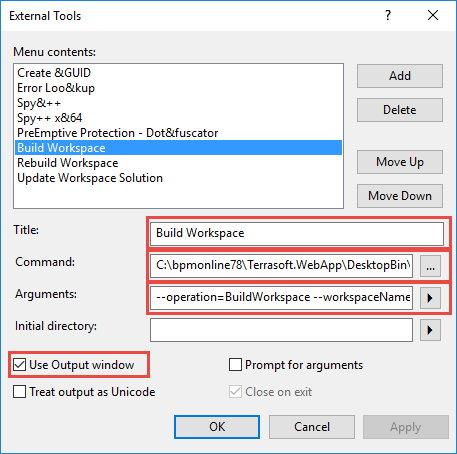 External Tools
?
Menu contents:
Create &GUID
Error Loo&kup
Spy&++
Spy++ x&64
PreEmptive Protection - Dot&fuscator
Build Workspace
Rebuild Workspace
Update Workspace Solution
Add
Delete
Move Up
Move Down
Title:
Build Workspace
Command:
C:\bpmonline78\Terrasoft.WebApp\DesktopBin\
...
Arguments:
--operation=BuildWorkspace --workspaceName
Initial directory:
Use Output window
Prompt for arguments
Treat output as Unicode
Close on exit
OK
Cancel
Apply